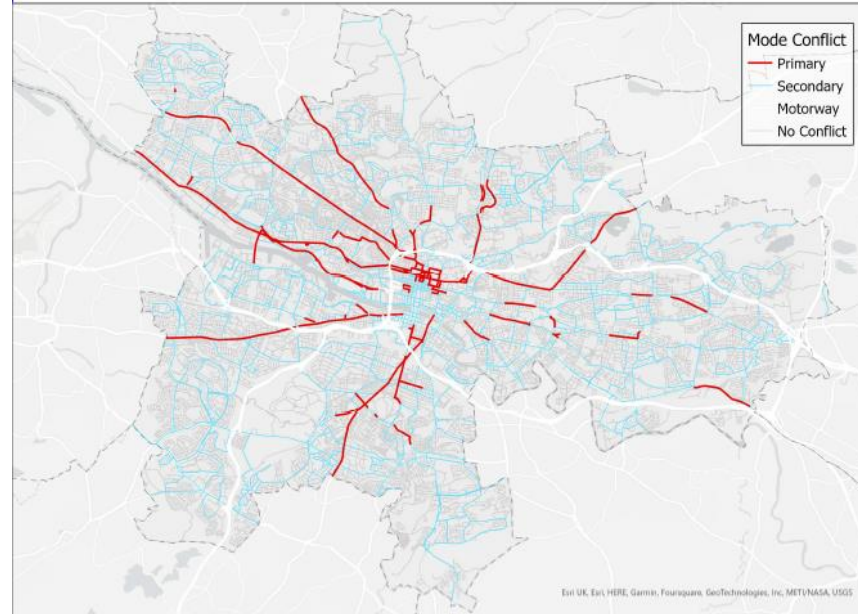 Mode Conflict
Primary
Secondary
Motorway
No Conflict
Esri UK, Esri, HERE, Garmin, Foursquare, GeoTechnologies, Inc, METI/NASA, USGS